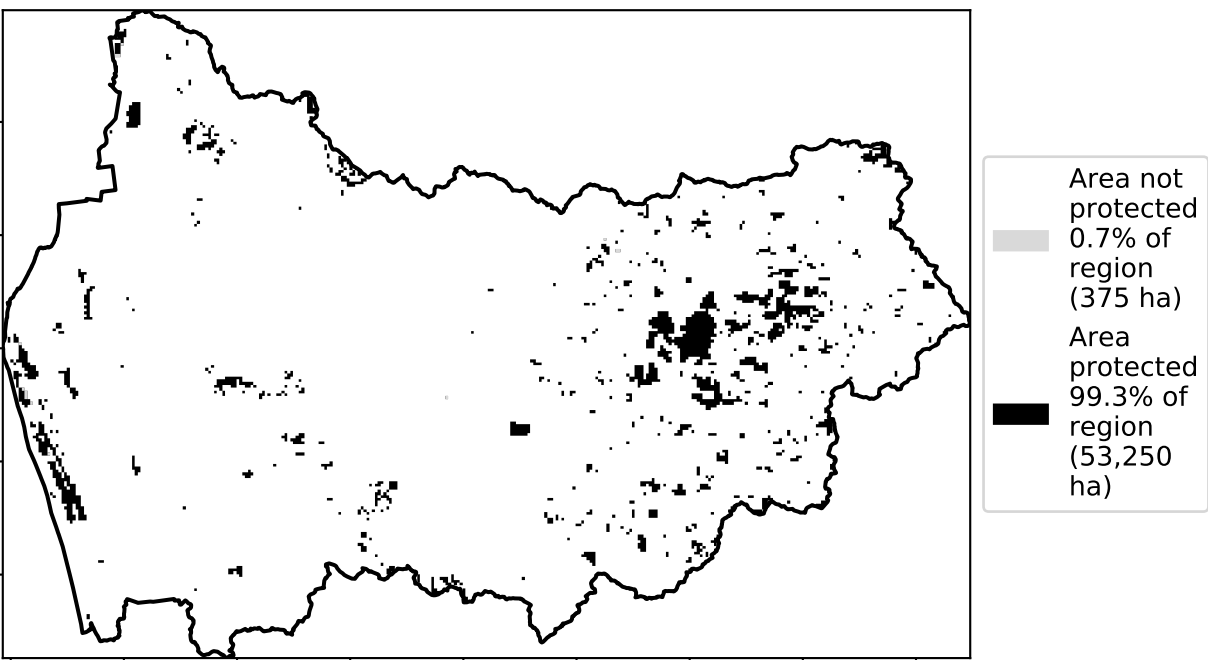 Area not
protected
0.7% of
region
(375 ha)
Area
protected
99.3% of
region
(53,250
ha)